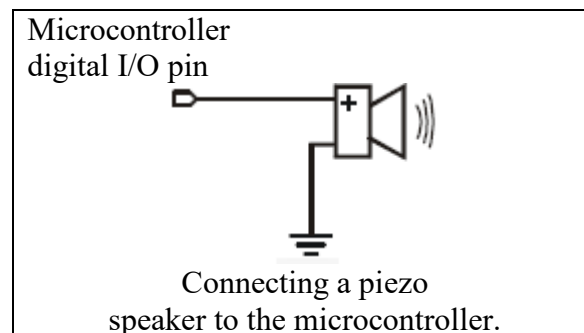 Microcontroller
digital I/O pin
+
Connecting a piezo
speaker to the microcontroller.